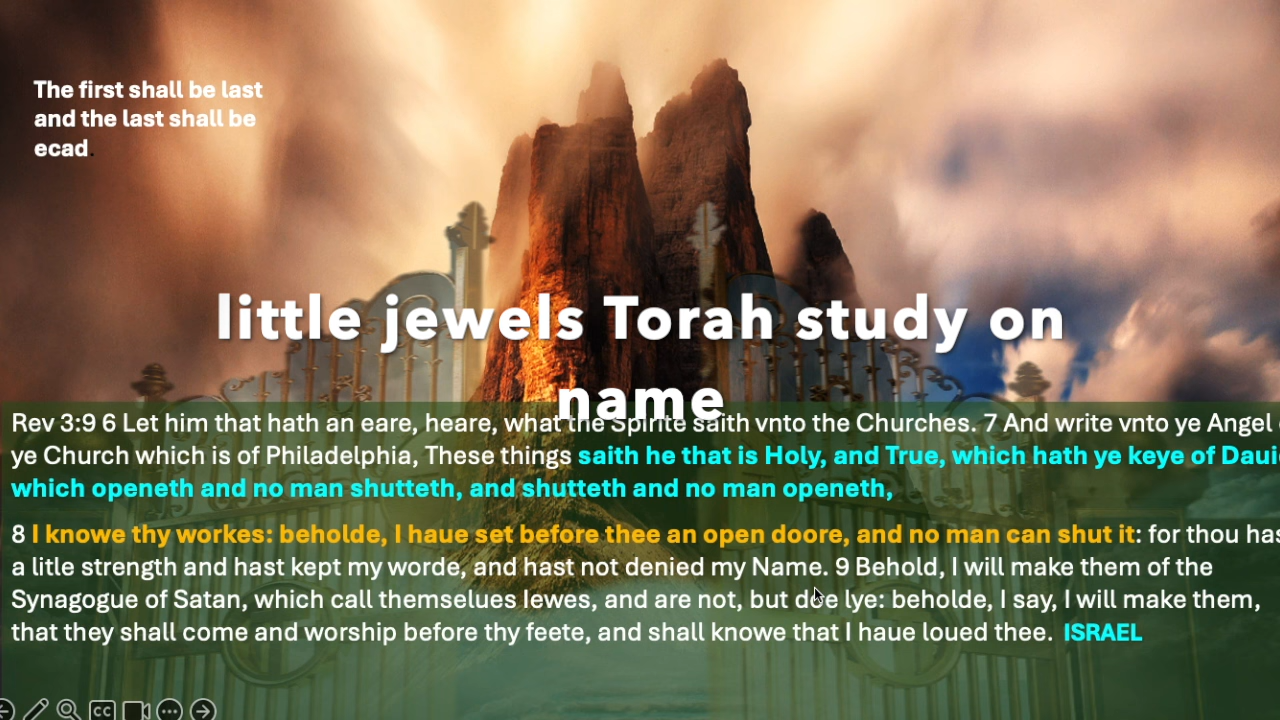 The first shall be last
and the last shall be
ecad.
little jewels Torah study on
name
Rev 3:9 6 Let him that hath an eare, heare, what the Spirite saith vnto the Churches. 7 And write vnto ye Angel
ye Church which is of Philadelphia, These things saith he that is Holy, and True, which hath ye keye of Daui
which openeth and no man shutteth, and shutteth and no man openeth,
8 I knowe thy workes: beholde, I haue set before thee an open doore, and no man can shut it: for thou has
a litle strength and hast kept my worde, and hast not denied my Name. 9 Behold, I will make them of the
Synagogue of Satan, which call themselues Iewes, and are not, but doe lye: beholde, I say, I will make them,
that they shall come and worship before thy feete, and shall knowe that I haue loued thee. ISRAEL
CC